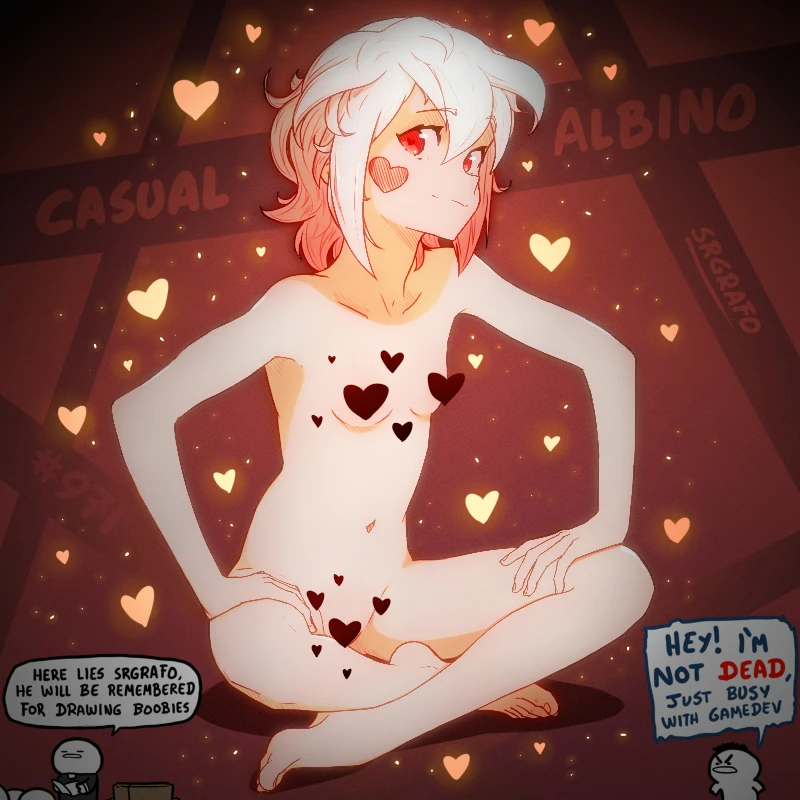 CASUAL
ALBINO
SRGRAFO
#971
HERE LIES SRGRAFO,
HE WILL BE REMEMBERED
FOR DRAWING BOOBIES
HEY! I'M
NOT DEAD,
JUST BUSY
WITH GAMEDEV